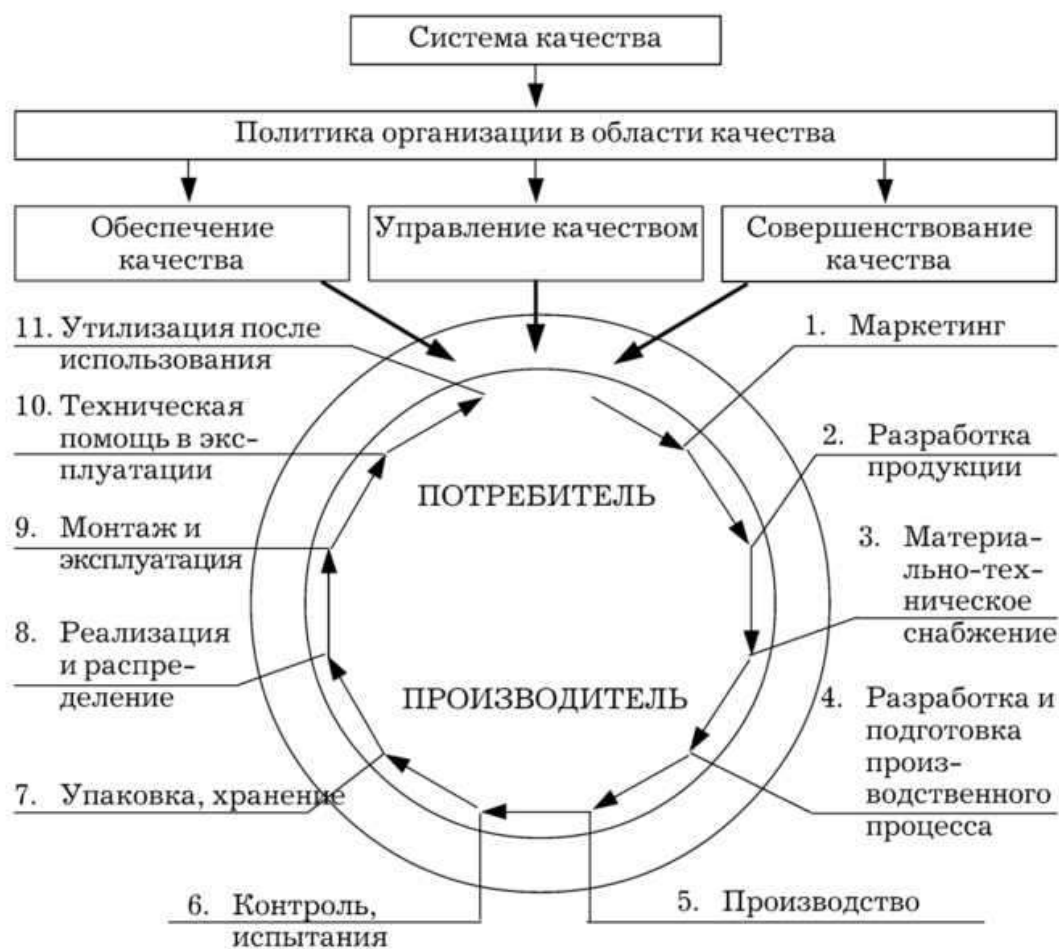 Система качества
Политика организации в области качества
Обеспечение
качества
Управление качеством
Совершенствование
качества
11. Утилизация после
использования
1. Маркетинг
10. Техническая
помощь в экс-
плуатации
2. Разработка
продукции
ПОТРЕБИТЕЛЬ
9. Монтаж и
эксплуатация
3. Материа-
льно-тех-
ническое
снабжение
8. Реализация
и распре-
деление
ПРОИЗВОДИТЕЛЬ
4. Разработка и
подготовка
произ-
водственного
процесса
7. Упаковка, хранение
6. Контроль,
испытания
5. Производство